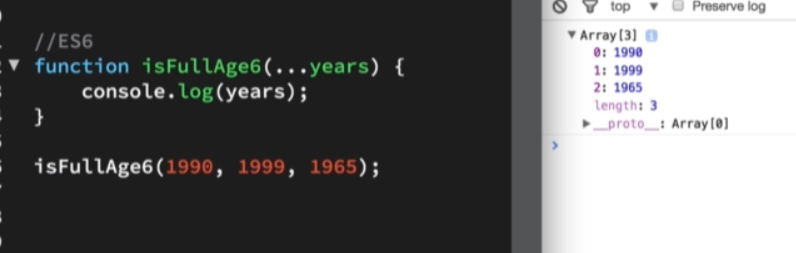 //ES6
function isFullAge6(...years) {
console.log(years);
}
isFullAge6(1990, 1999, 1965);
top ▼ Preserve log
▼ Array[3] i
0: 1990
1: 1999
2: 1965
length: 3
▶ __proto__: Array[0]
>